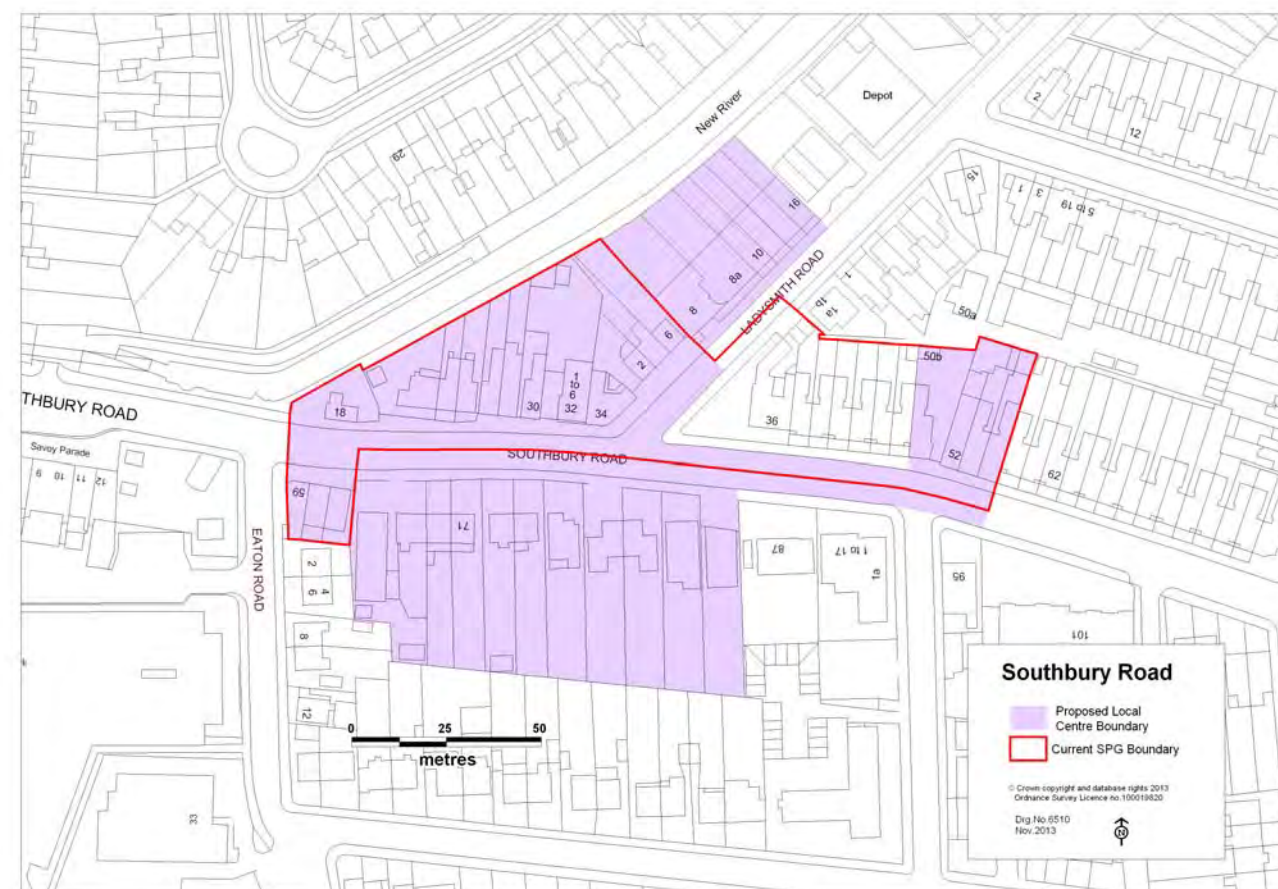 New River
Depot
2
12
29
15
1
3
5 to 19
16
10
8a
8
LADYSMITH ROAD
1
1a
1b
50a
50b
6
2
1
to
6
30
32
34
18
36
52
62
THBURY ROAD
SOUTHBURY ROAD
Savoy Parade
9
10
11
12
59
71
87
1 to 17
1a
95
101
EATON ROAD
2
4
6
8
12
33
0 25 50
metres
Southbury Road
Proposed Local
Centre Boundary
Current SPG Boundary
© Crown copyright and database rights 2013
Ordnance Survey Licence no.100019820
Drg.No.6510
Nov.2013
N